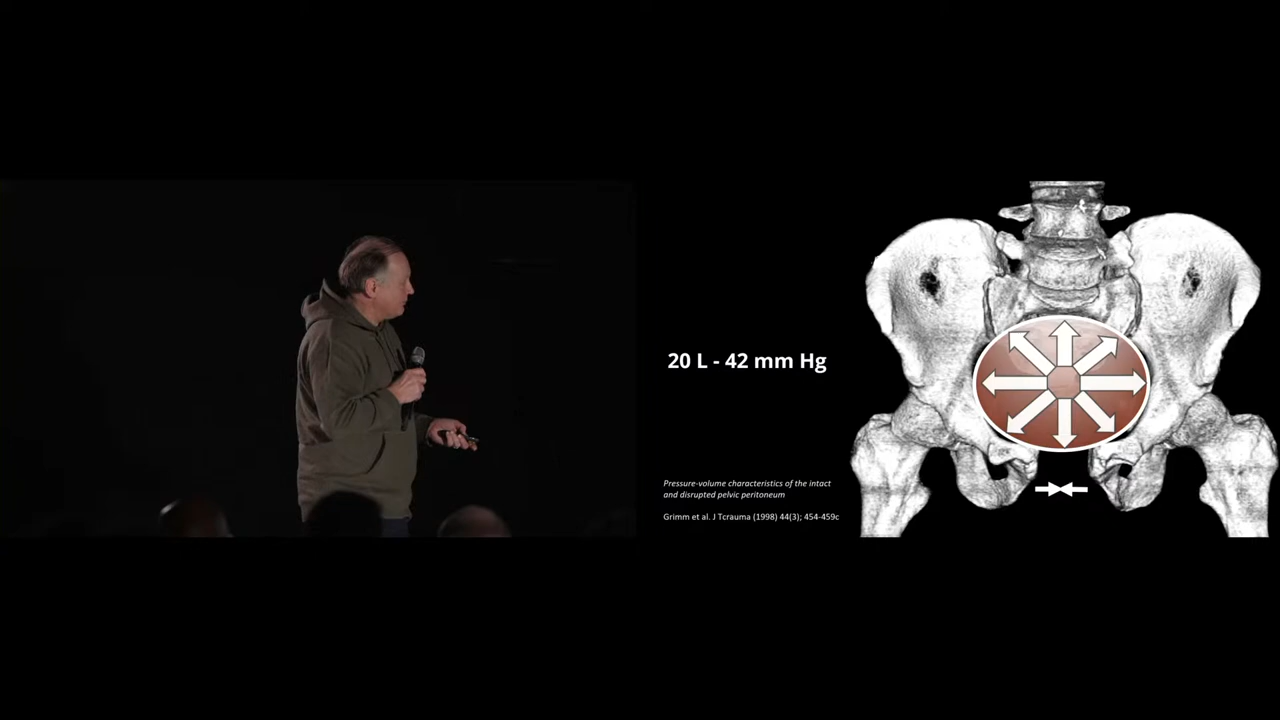 20 L - 42 mm Hg
Pressure-volume characteristics of the intact
and disrupted pelvic peritoneum
Grimm et al. J Tcrauma (1998) 44(3); 454-459c